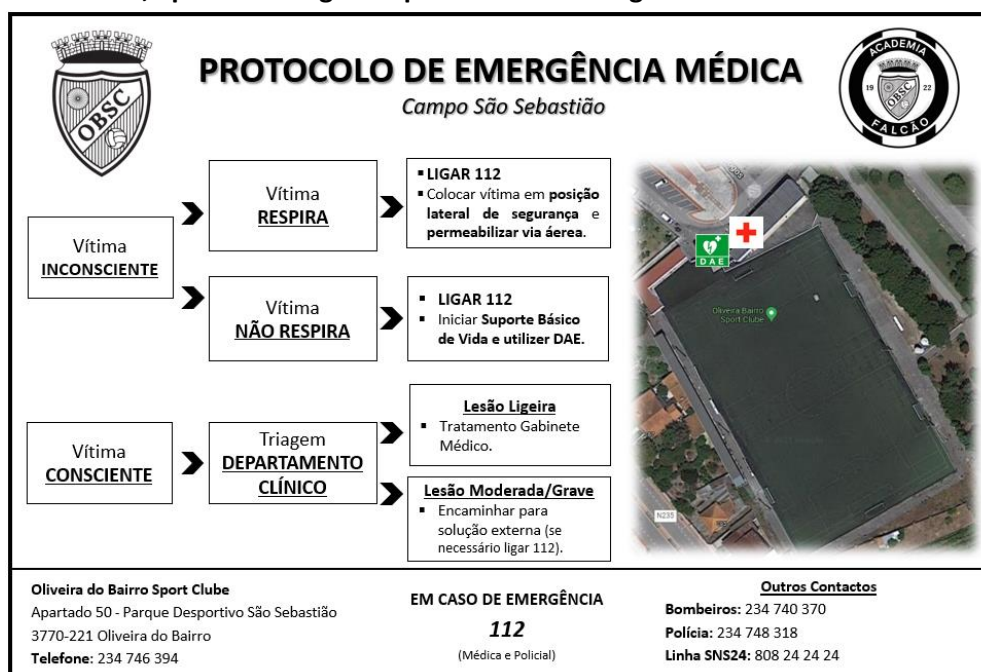 PROTOCOLO DE EMERGÊNCIA MÉDICA
Campo São Sebastião
OBSC
ACADEMIA
19 22
OBSC
FALCÃO
Vítima
INCONSCIENTE
Vítima
RESPIRA
▪ LIGAR 112
▪ Colocar vítima em posição
lateral de segurança e
permeabilizar via áerea.
Vítima
NÃO RESPIRA
▪ LIGAR 112
▪ Iniciar Suporte Básico
de Vida e utilizer DAE.
Vítima
CONSCIENTE
Triagem
DEPARTAMENTO
CLÍNICO
Lesão Ligeira
▪ Tratamento Gabinete
Médico.
Lesão Moderada/Grave
▪ Encaminhar para
solução externa (se
necessário ligar 112).
DAE
Oliveira Bairro
Sport Clube
N235
Oliveira do Bairro Sport Clube
Apartado 50 - Parque Desportivo São Sebastião
3770-221 Oliveira do Bairro
Telefone: 234 746 394
EM CASO DE EMERGÊNCIA
112
(Médica e Policial)
Outros Contactos
Bombeiros: 234 740 370
Polícia: 234 748 318
Linha SNS24: 808 24 24 24